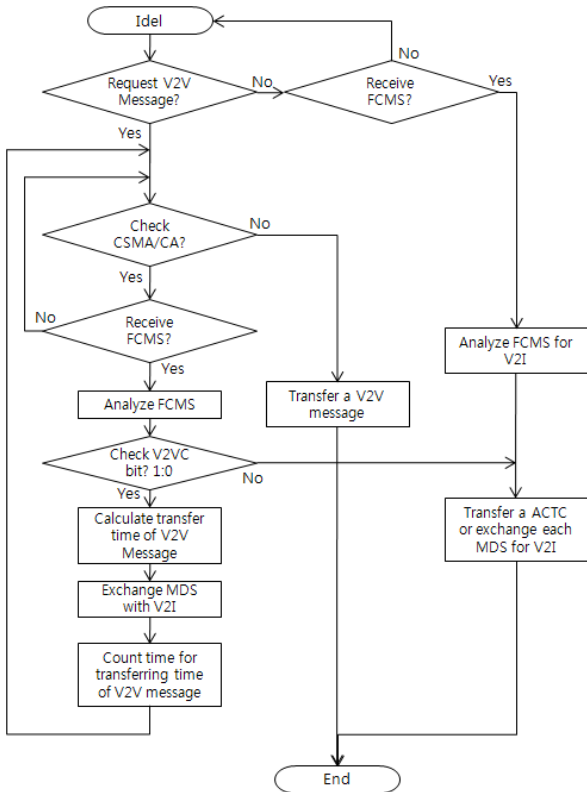 Idel
Request V2V
Message?
No
Receive
FCMS?
No
Yes
Yes
Check
CSMA/CA?
No
Yes
Receive
FCMS?
No
Yes
Analyze FCMS for
V2I
Analyze FCMS
Transfer a V2V
message
Check V2VC
bit? 1:0
Yes
No
Calculate transfer
time of V2V
Message
Transfer a ACTC
or exchange each
MDS for V2I
Exchange MDS
with V2I
Count time for
transferring time
of V2V message
End